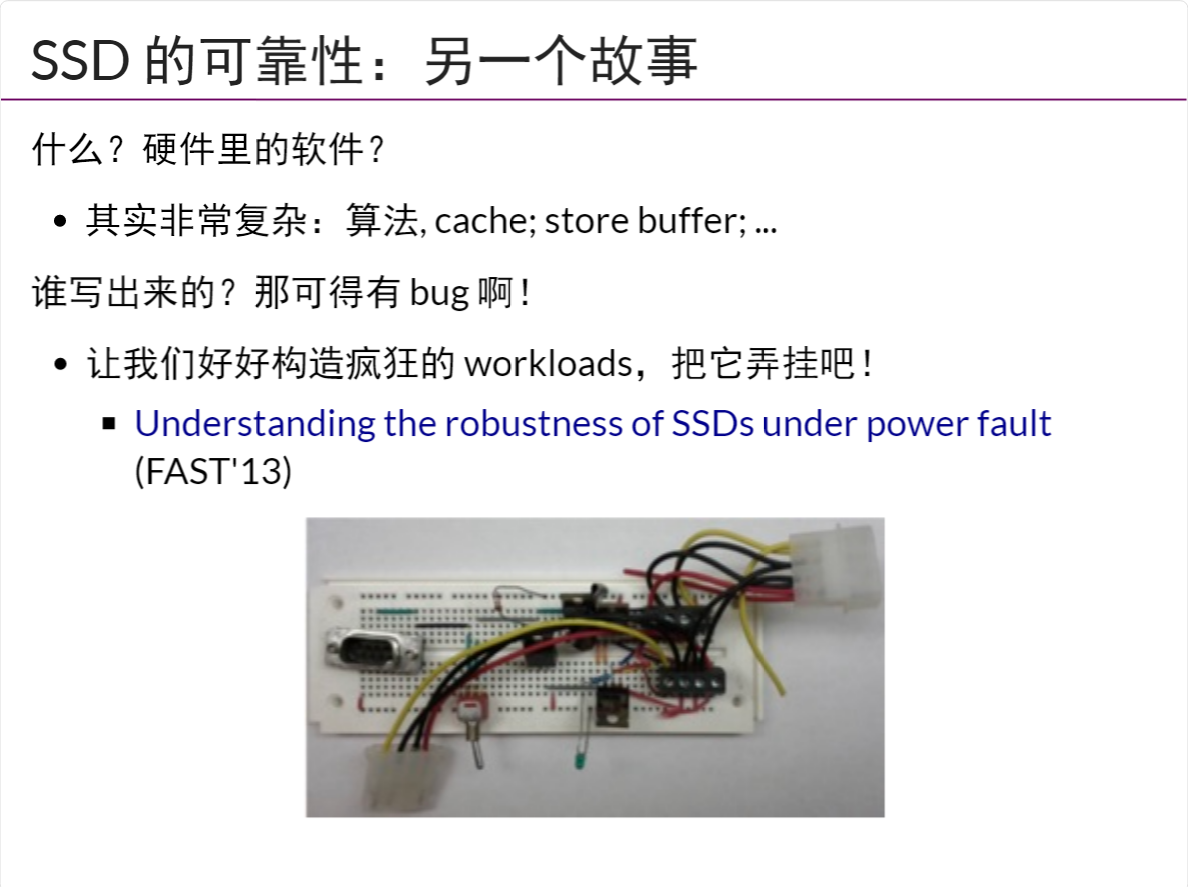 SSD 的可靠性：另一个故事
什么？硬件里的软件？
其实非常复杂：算法, cache; store buffer; ...
谁写出来的？那可得有 bug 啊！
让我们好好构造疯狂的 workloads，把它弄挂吧！
Understanding the robustness of SSDs under power fault
(FAST'13)